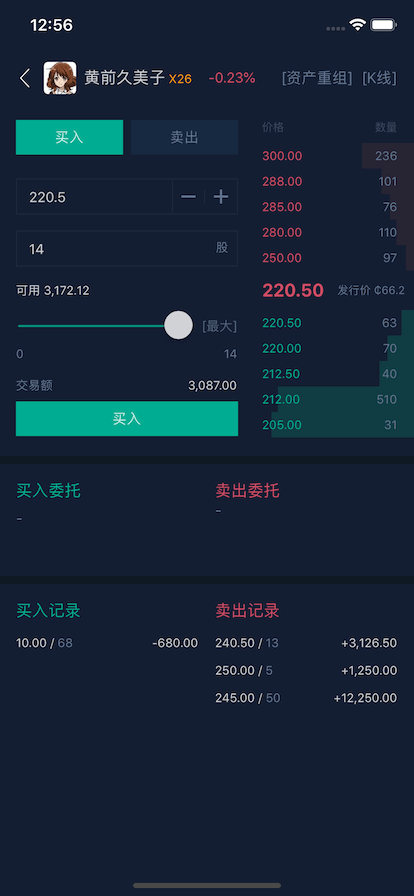 12:56
黄前久美子 X26 -0.23% [资产重组] [K线]
买入 卖出
220.5 — +
14 股
可用 3,172.12
[最大]
0 14
交易额 3,087.00
买入
价格 数量
300.00 236
288.00 101
285.00 76
280.00 110
250.00 97
220.50 发行价 ₵66.2
220.50 63
220.00 70
212.50 40
212.00 510
205.00 31
买入委托
-
卖出委托
-
买入记录
10.00 / 68 -680.00
卖出记录
240.50 / 13 +3,126.50
250.00 / 5 +1,250.00
245.00 / 50 +12,250.00